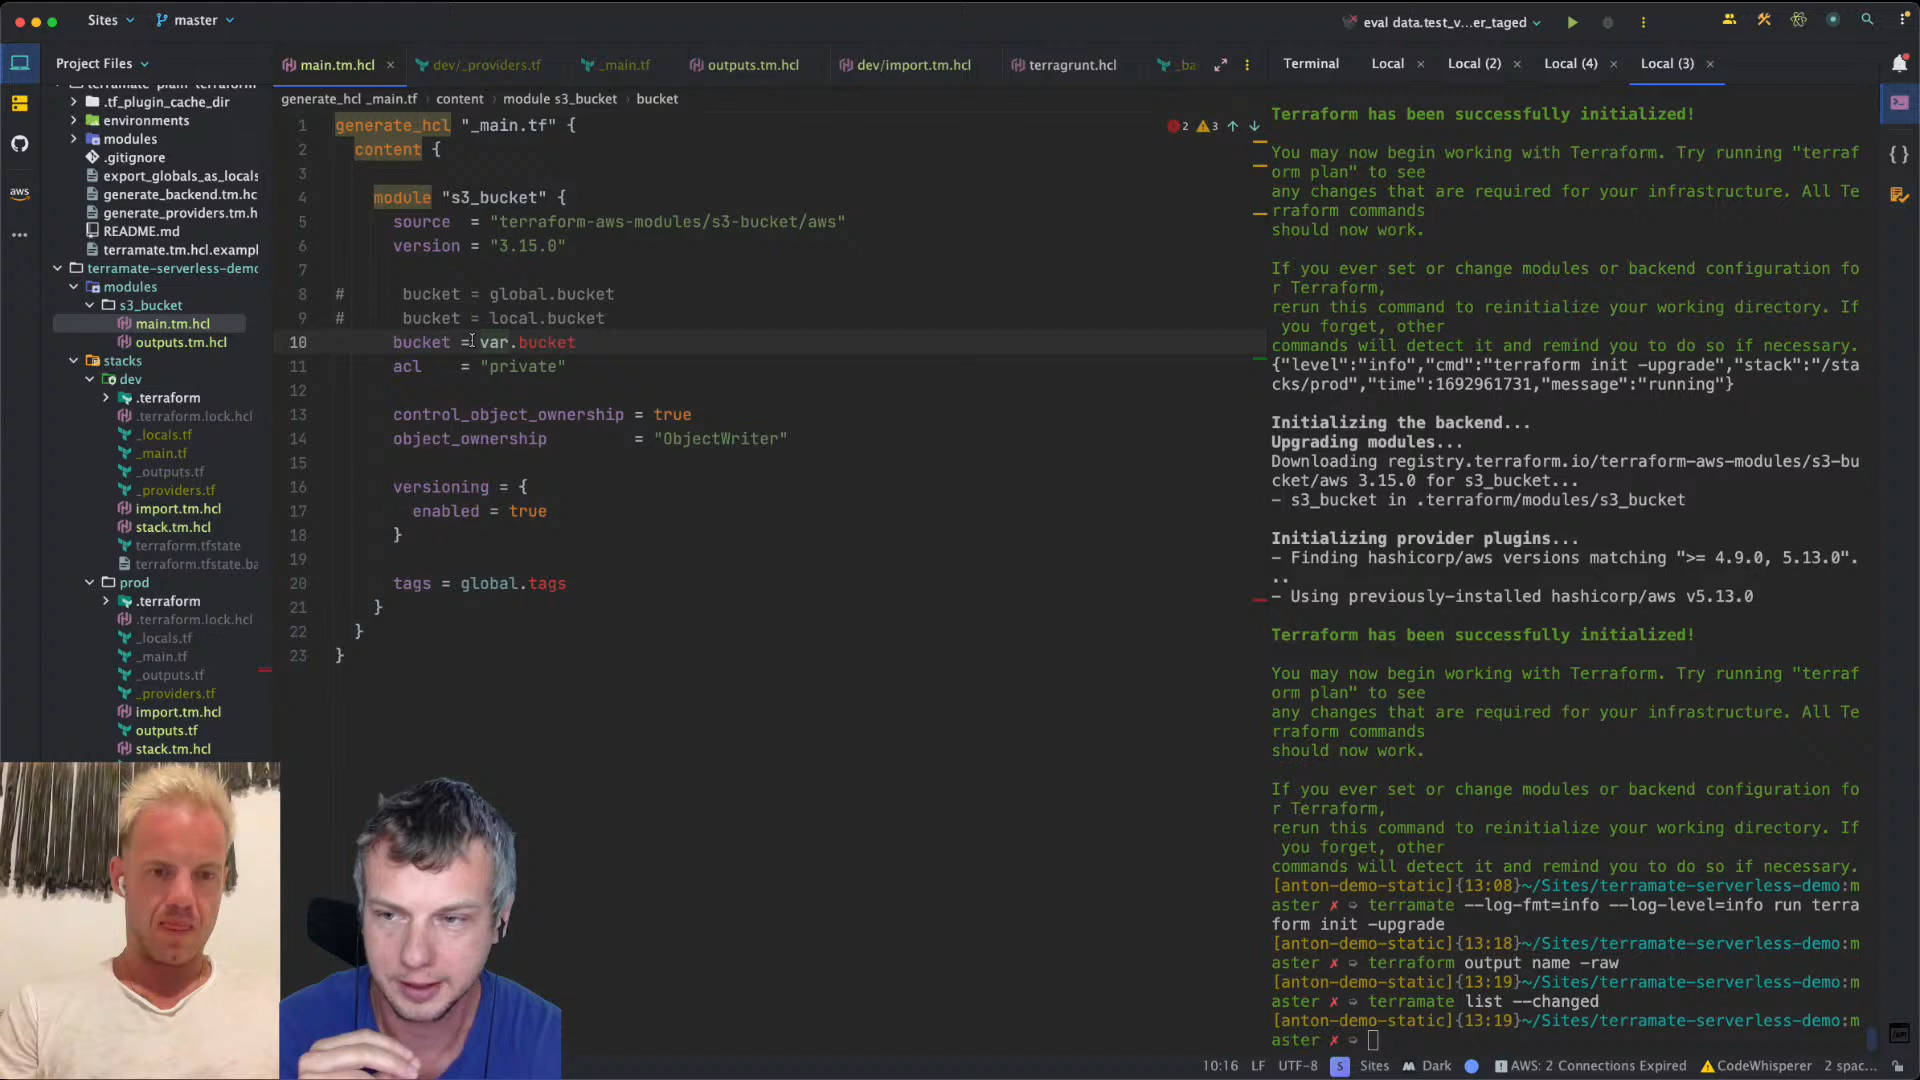 Sites
master
eval data.test_v...er_taged
Project Files
main.tm.hcl
dev/_providers.tf
_main.tf
outputs.tm.hcl
dev/import.tm.hcl
terragrunt.hcl
_ba
Terminal
Local
Local (2)
Local (4)
Local (3)
generate_hcl _main.tf
content
module s3_bucket
bucket
.tf_plugin_cache_dir
environments
modules
.gitignore
export_globals_as_locals
generate_backend.tm.hc
generate_providers.tm.h
README.md
terramate.tm.hcl.exampl
terramate-serverless-demo
modules
s3_bucket
main.tm.hcl
outputs.tm.hcl
stacks
dev
.terraform
.terraform.lock.hcl
_locals.tf
_main.tf
_outputs.tf
_providers.tf
import.tm.hcl
stack.tm.hcl
terraform.tfstate
terraform.tfstate.ba
prod
.terraform
.terraform.lock.hcl
_locals.tf
_main.tf
_outputs.tf
_providers.tf
import.tm.hcl
outputs.tf
stack.tm.hcl
2 3
1 generate_hcl "_main.tf" {
2 content {
3
4 module "s3_bucket" {
5 source = "terraform-aws-modules/s3-bucket/aws"
6 version = "3.15.0"
7
8 # bucket = global.bucket
9 # bucket = local.bucket
10 bucket = var.bucket
11 acl = "private"
12
13 control_object_ownership = true
14 object_ownership = "ObjectWriter"
15
16 versioning = {
17 enabled = true
18 }
19
20 tags = global.tags
21 }
22 }
23 }
Terraform has been successfully initialized!
You may now begin working with Terraform. Try running "terraf
orm plan" to see
any changes that are required for your infrastructure. All Te
rraform commands
should now work.
If you ever set or change modules or backend configuration fo
r Terraform,
rerun this command to reinitialize your working directory. If
you forget, other
commands will detect it and remind you to do so if necessary.
{"level":"info","cmd":"terraform init -upgrade","stack":"/sta
cks/prod","time":1692961731,"message":"running"}
Initializing the backend...
Upgrading modules...
Downloading registry.terraform.io/terraform-aws-modules/s3-bu
cket/aws 3.15.0 for s3_bucket...
- s3_bucket in .terraform/modules/s3_bucket
Initializing provider plugins...
- Finding hashicorp/aws versions matching ">= 4.9.0, 5.13.0".
..
- Using previously-installed hashicorp/aws v5.13.0
Terraform has been successfully initialized!
You may now begin working with Terraform. Try running "terraf
orm plan" to see
any changes that are required for your infrastructure. All Te
rraform commands
should now work.
If you ever set or change modules or backend configuration fo
r Terraform,
rerun this command to reinitialize your working directory. If
you forget, other
commands will detect it and remind you to do so if necessary.
[anton-demo-static]{13:08}~/Sites/terramate-serverless-demo:m
aster ✗ ➭ terramate --log-fmt=info --log-level=info run terra
form init -upgrade
[anton-demo-static]{13:18}~/Sites/terramate-serverless-demo:m
aster ✗ ➭ terraform output name -raw
[anton-demo-static]{13:19}~/Sites/terramate-serverless-demo:m
aster ✗ ➭ terramate list --changed
[anton-demo-static]{13:19}~/Sites/terramate-serverless-demo:m
aster ✗ ➭
10:16 LF UTF-8 S Sites Dark AWS: 2 Connections Expired CodeWhisperer 2 spac...